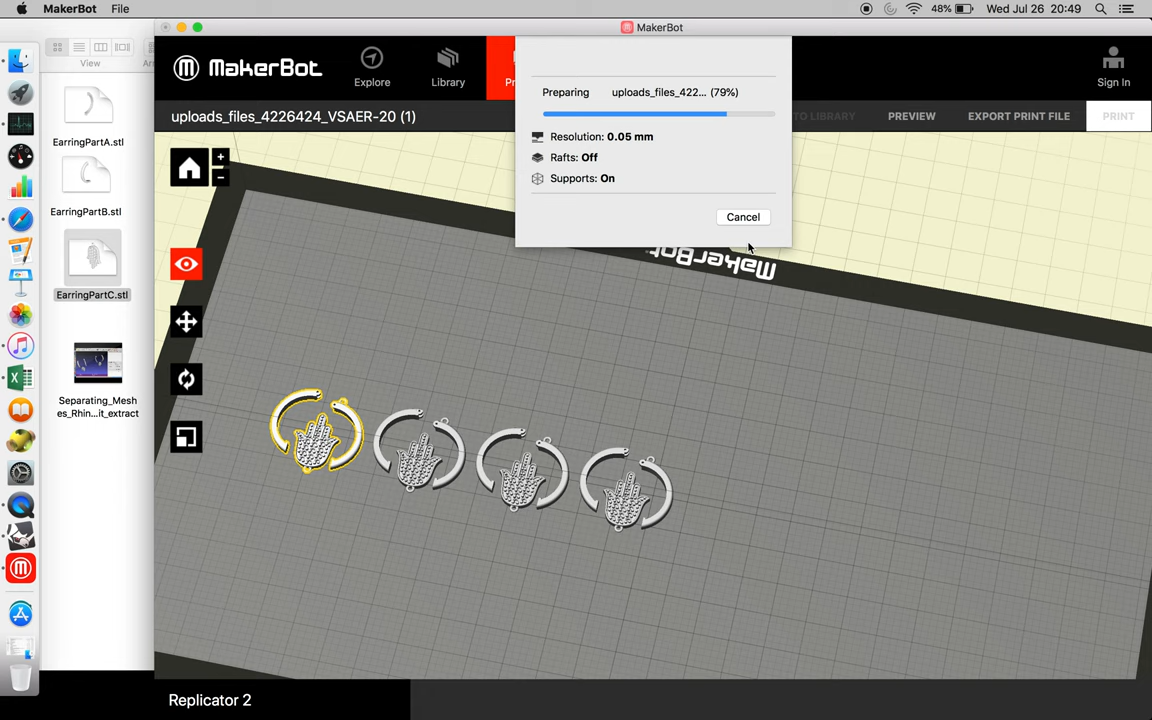 MakerBot File 48% Wed Jul 26 20:49
MakerBot
View
MakerBot
Explore
Library
Sign In
uploads_files_4226424_VSAER-20 (1)
TO LIBRARY
PREVIEW
EXPORT PRINT FILE
PRINT
Preparing uploads_files_422... (79%)
Resolution: 0.05 mm
Rafts: Off
Supports: On
Cancel
+
-
MakerBot
EarringPartA.stl
EarringPartB.stl
EarringPartC.stl
Separating_Mesh
es_Rhin...it_extract
Replicator 2